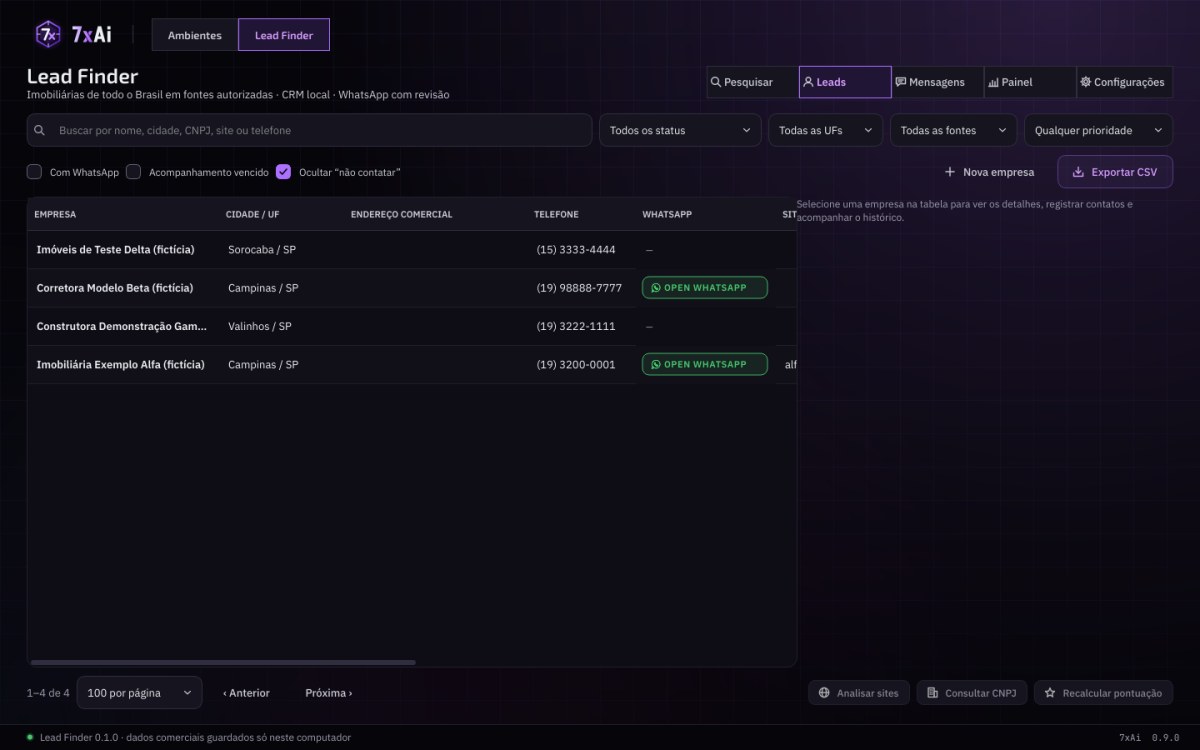 7x 7xAi Ambientes Lead Finder
Lead Finder
Imobiliárias de todo o Brasil em fontes autorizadas · CRM local · WhatsApp com revisão
Pesquisar Leads Mensagens Painel Configurações
Buscar por nome, cidade, CNPJ, site ou telefone Todos os status Todas as UFs Todas as fontes Qualquer prioridade
Com WhatsApp Acompanhamento vencido Ocultar “não contatar” + Nova empresa Exportar CSV
EMPRESA CIDADE / UF ENDEREÇO COMERCIAL TELEFONE WHATSAPP SIT
Selecione uma empresa na tabela para ver os detalhes, registrar contatos e
acompanhar o histórico.
Imóveis de Teste Delta (fictícia) Sorocaba / SP (15) 3333-4444 —
Corretora Modelo Beta (fictícia) Campinas / SP (19) 98888-7777 OPEN WHATSAPP
Construtora Demonstração Gam... Valinhos / SP (19) 3222-1111 —
Imobiliária Exemplo Alfa (fictícia) Campinas / SP (19) 3200-0001 OPEN WHATSAPP alf
1–4 de 4 100 por página ‹ Anterior Próxima › Analisar sites Consultar CNPJ Recalcular pontuação
Lead Finder 0.1.0 · dados comerciais guardados só neste computador 7xAi 0.9.0